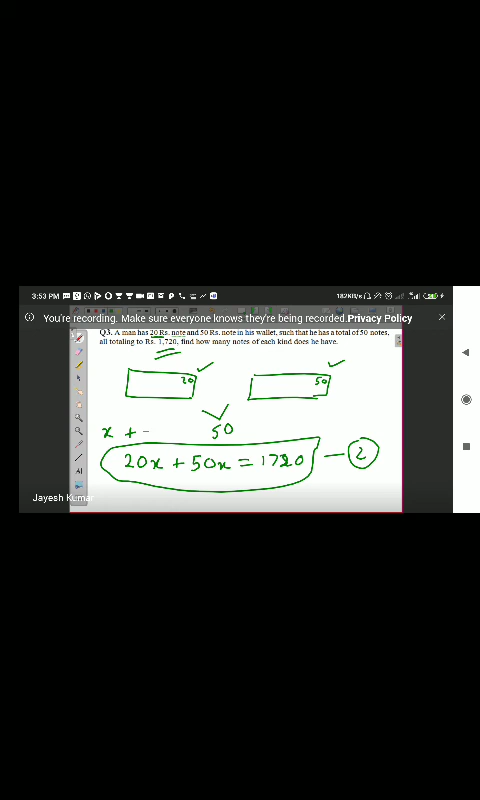 3:53 PM 182KB/s
You're recording. Make sure everyone knows they're being recorded. Privacy Policy
Q3. A man has 20 Rs. note and 50 Rs. note in his wallet, such that he has a total of 50 notes,
all totaling to Rs. 1,720, find how many notes of each kind does he have.
20 50
50
x +
20x + 50x = 1720 — 2
AI
Jayesh Kumar